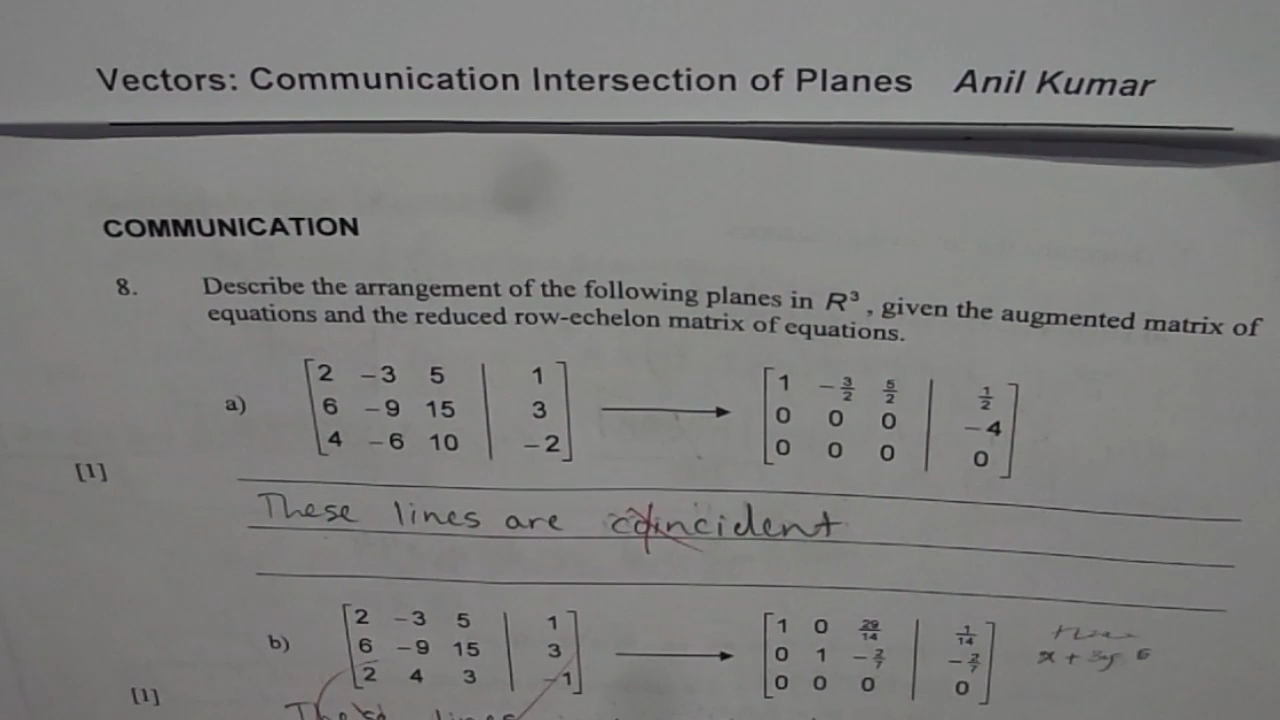 Vectors: Communication Intersection of Planes Anil Kumar
COMMUNICATION
8. Describe the arrangement of the following planes in R³, given the augmented matrix of
equations and the reduced row-echelon matrix of equations.
a)
2 -3 5 | 1
6 -9 15 | 3
4 -6 10 | -2
1 -3/2 5/2 | 1/2
0 0 0 | -4
0 0 0 | 0
[1]
These lines are coincident
b)
2 -3 5 | 1
6 -9 15 | 3
2 4 3 | -1
1 0 29/14 | 1/14
0 1 -2/7 | -2/7
0 0 0 | 0
[1]
lines